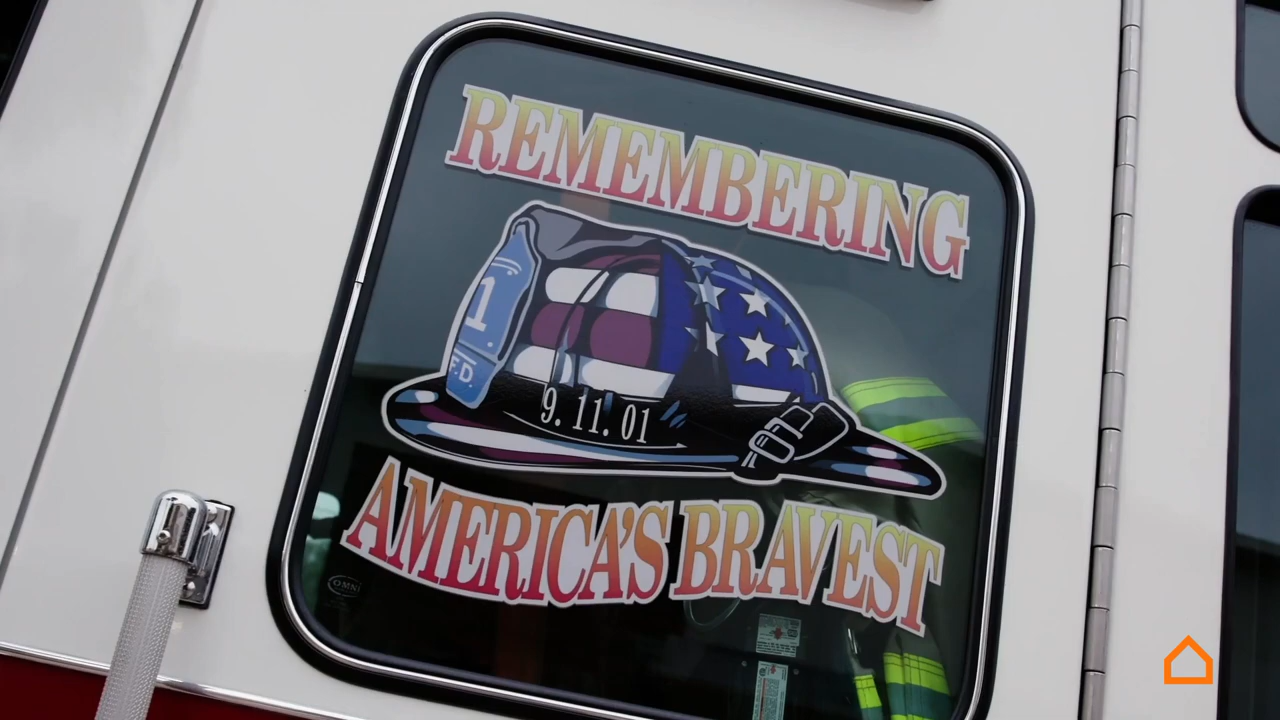 REMEMBERING
1.
F.D.
9. 11. 01
AMERICA'S BRAVEST
OMNI